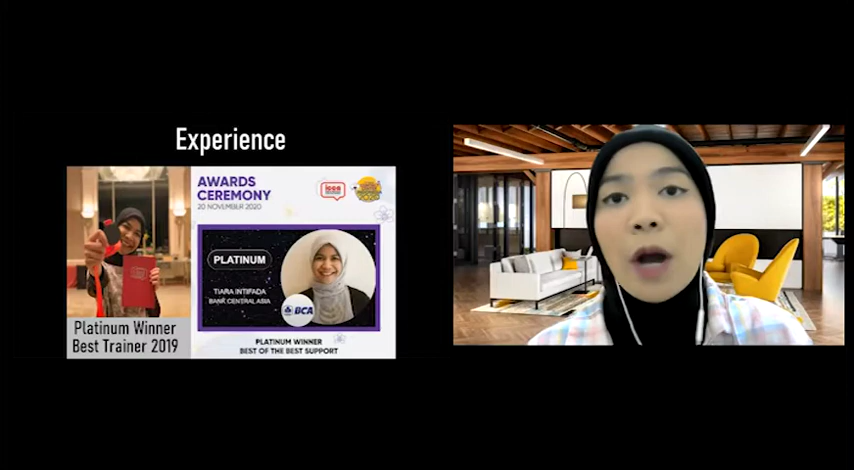 Experience
AWARDS
CEREMONY
20 NOVEMBER 2020
icca
PLATINUM
TIARA INTIFADA
BANK CENTRAL ASIA
BCA
Platinum Winner
Best Trainer 2019
PLATINUM WINNER
BEST OF THE BEST SUPPORT